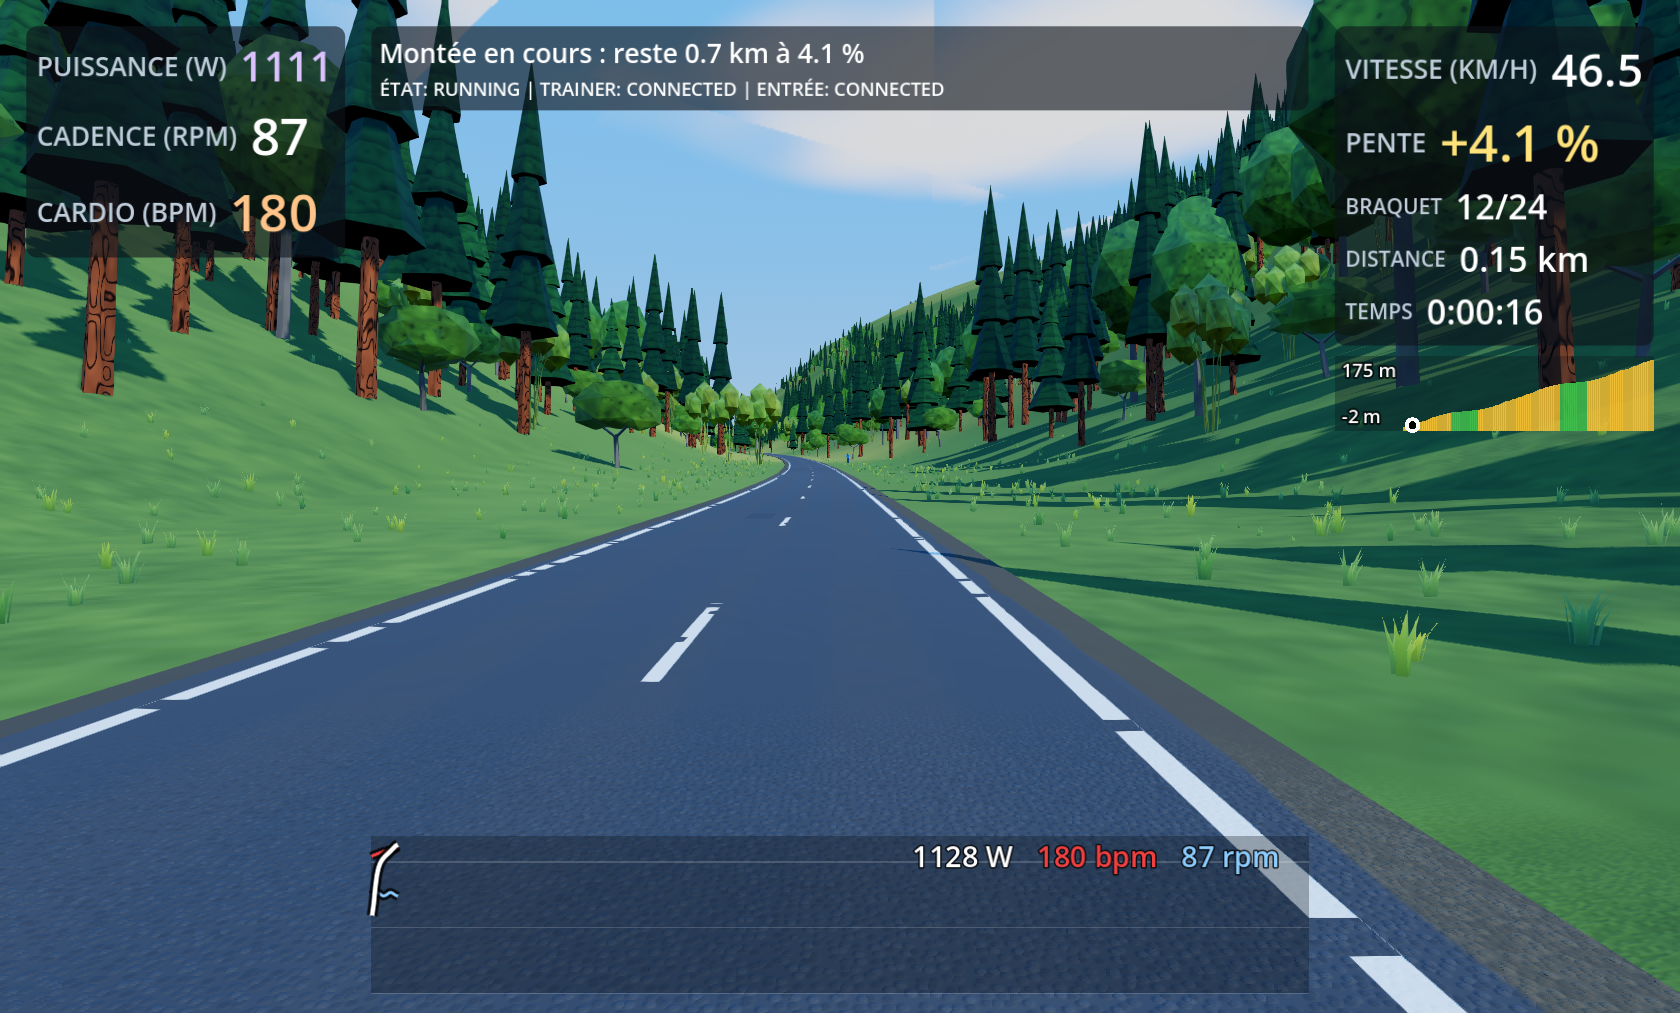 PUISSANCE (W) 1111
CADENCE (RPM) 87
CARDIO (BPM) 180
Montée en cours : reste 0.7 km à 4.1 %
ÉTAT: RUNNING | TRAINER: CONNECTED | ENTRÉE: CONNECTED
VITESSE (KM/H) 46.5
PENTE +4.1 %
BRAQUET 12/24
DISTANCE 0.15 km
TEMPS 0:00:16
175 m
-2 m
1128 W 180 bpm 87 rpm